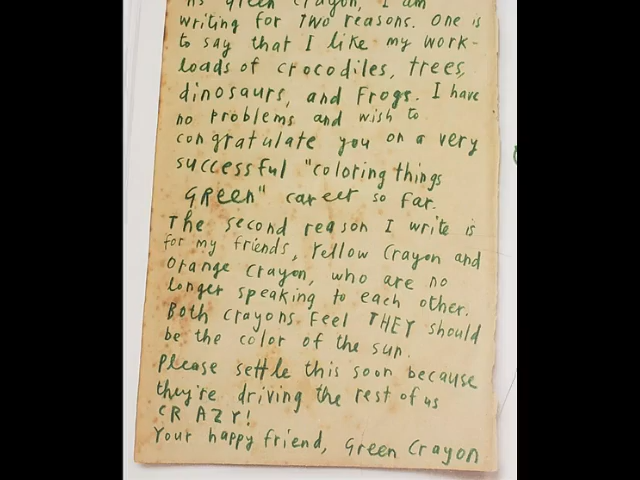 As Green Crayon, I am
writing for TWO reasons. One is
to say that I like my work-
loads of crocodiles, trees,
dinosaurs, and Frogs. I have
no problems and wish to
congratulate you on a very
successful "coloring things
GReen" career so far.
The second reason I write is
for my friends, Yellow Crayon and
Orange Crayon, who are no
longer speaking to each other.
Both crayons Feel THEY should
be the color of the sun.
please settle this soon because
they're driving the rest of us
CRAZY!
Your happy friend, Green Crayon